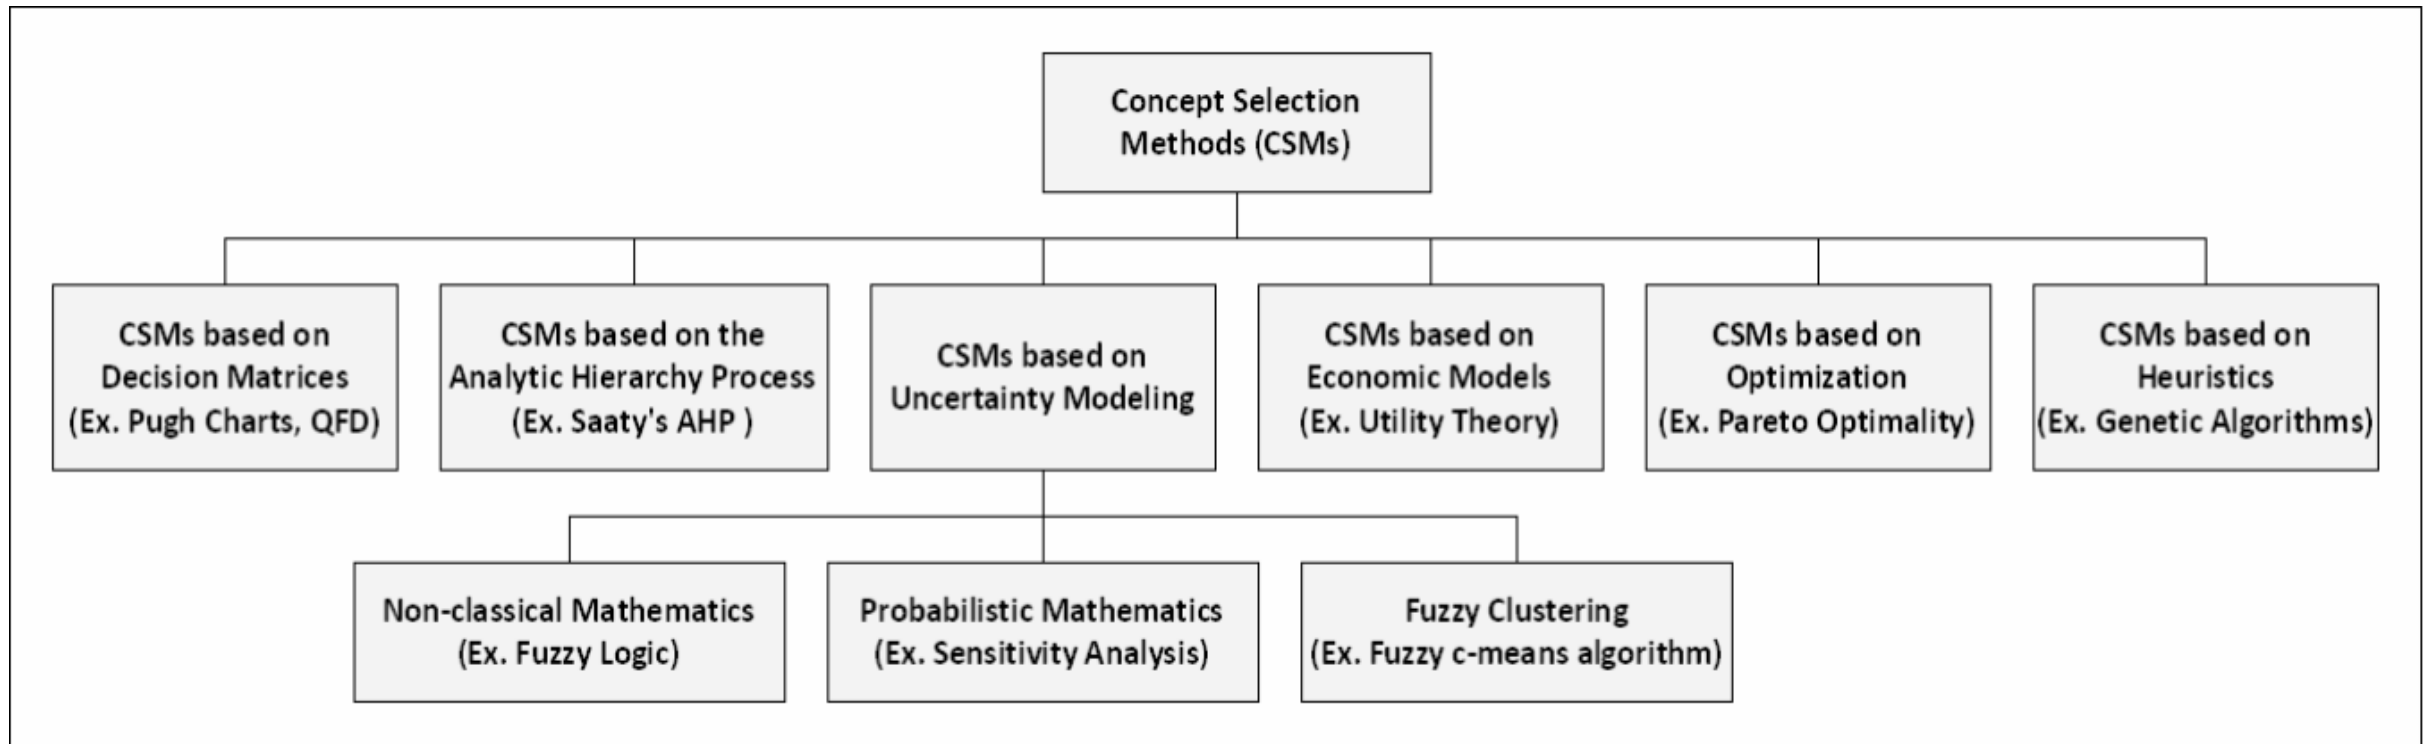 Concept Selection
Methods (CSMs)
CSMs based on
Decision Matrices
(Ex. Pugh Charts, QFD)
CSMs based on the
Analytic Hierarchy Process
(Ex. Saaty's AHP )
CSMs based on
Uncertainty Modeling
CSMs based on
Economic Models
(Ex. Utility Theory)
CSMs based on
Optimization
(Ex. Pareto Optimality)
CSMs based on
Heuristics
(Ex. Genetic Algorithms)
Non-classical Mathematics
(Ex. Fuzzy Logic)
Probabilistic Mathematics
(Ex. Sensitivity Analysis)
Fuzzy Clustering
(Ex. Fuzzy c-means algorithm)